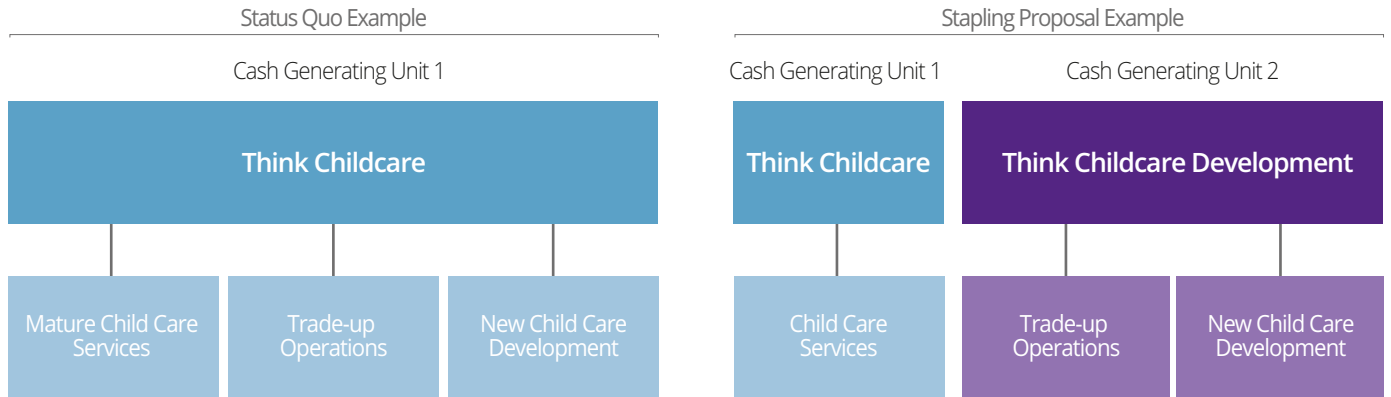 Status Quo Example
Cash Generating Unit 1
Think Childcare
Mature Child Care
Services
Trade-up
Operations
New Child Care
Development
Stapling Proposal Example
Cash Generating Unit 1
Cash Generating Unit 2
Think Childcare
Think Childcare Development
Child Care
Services
Trade-up
Operations
New Child Care
Development